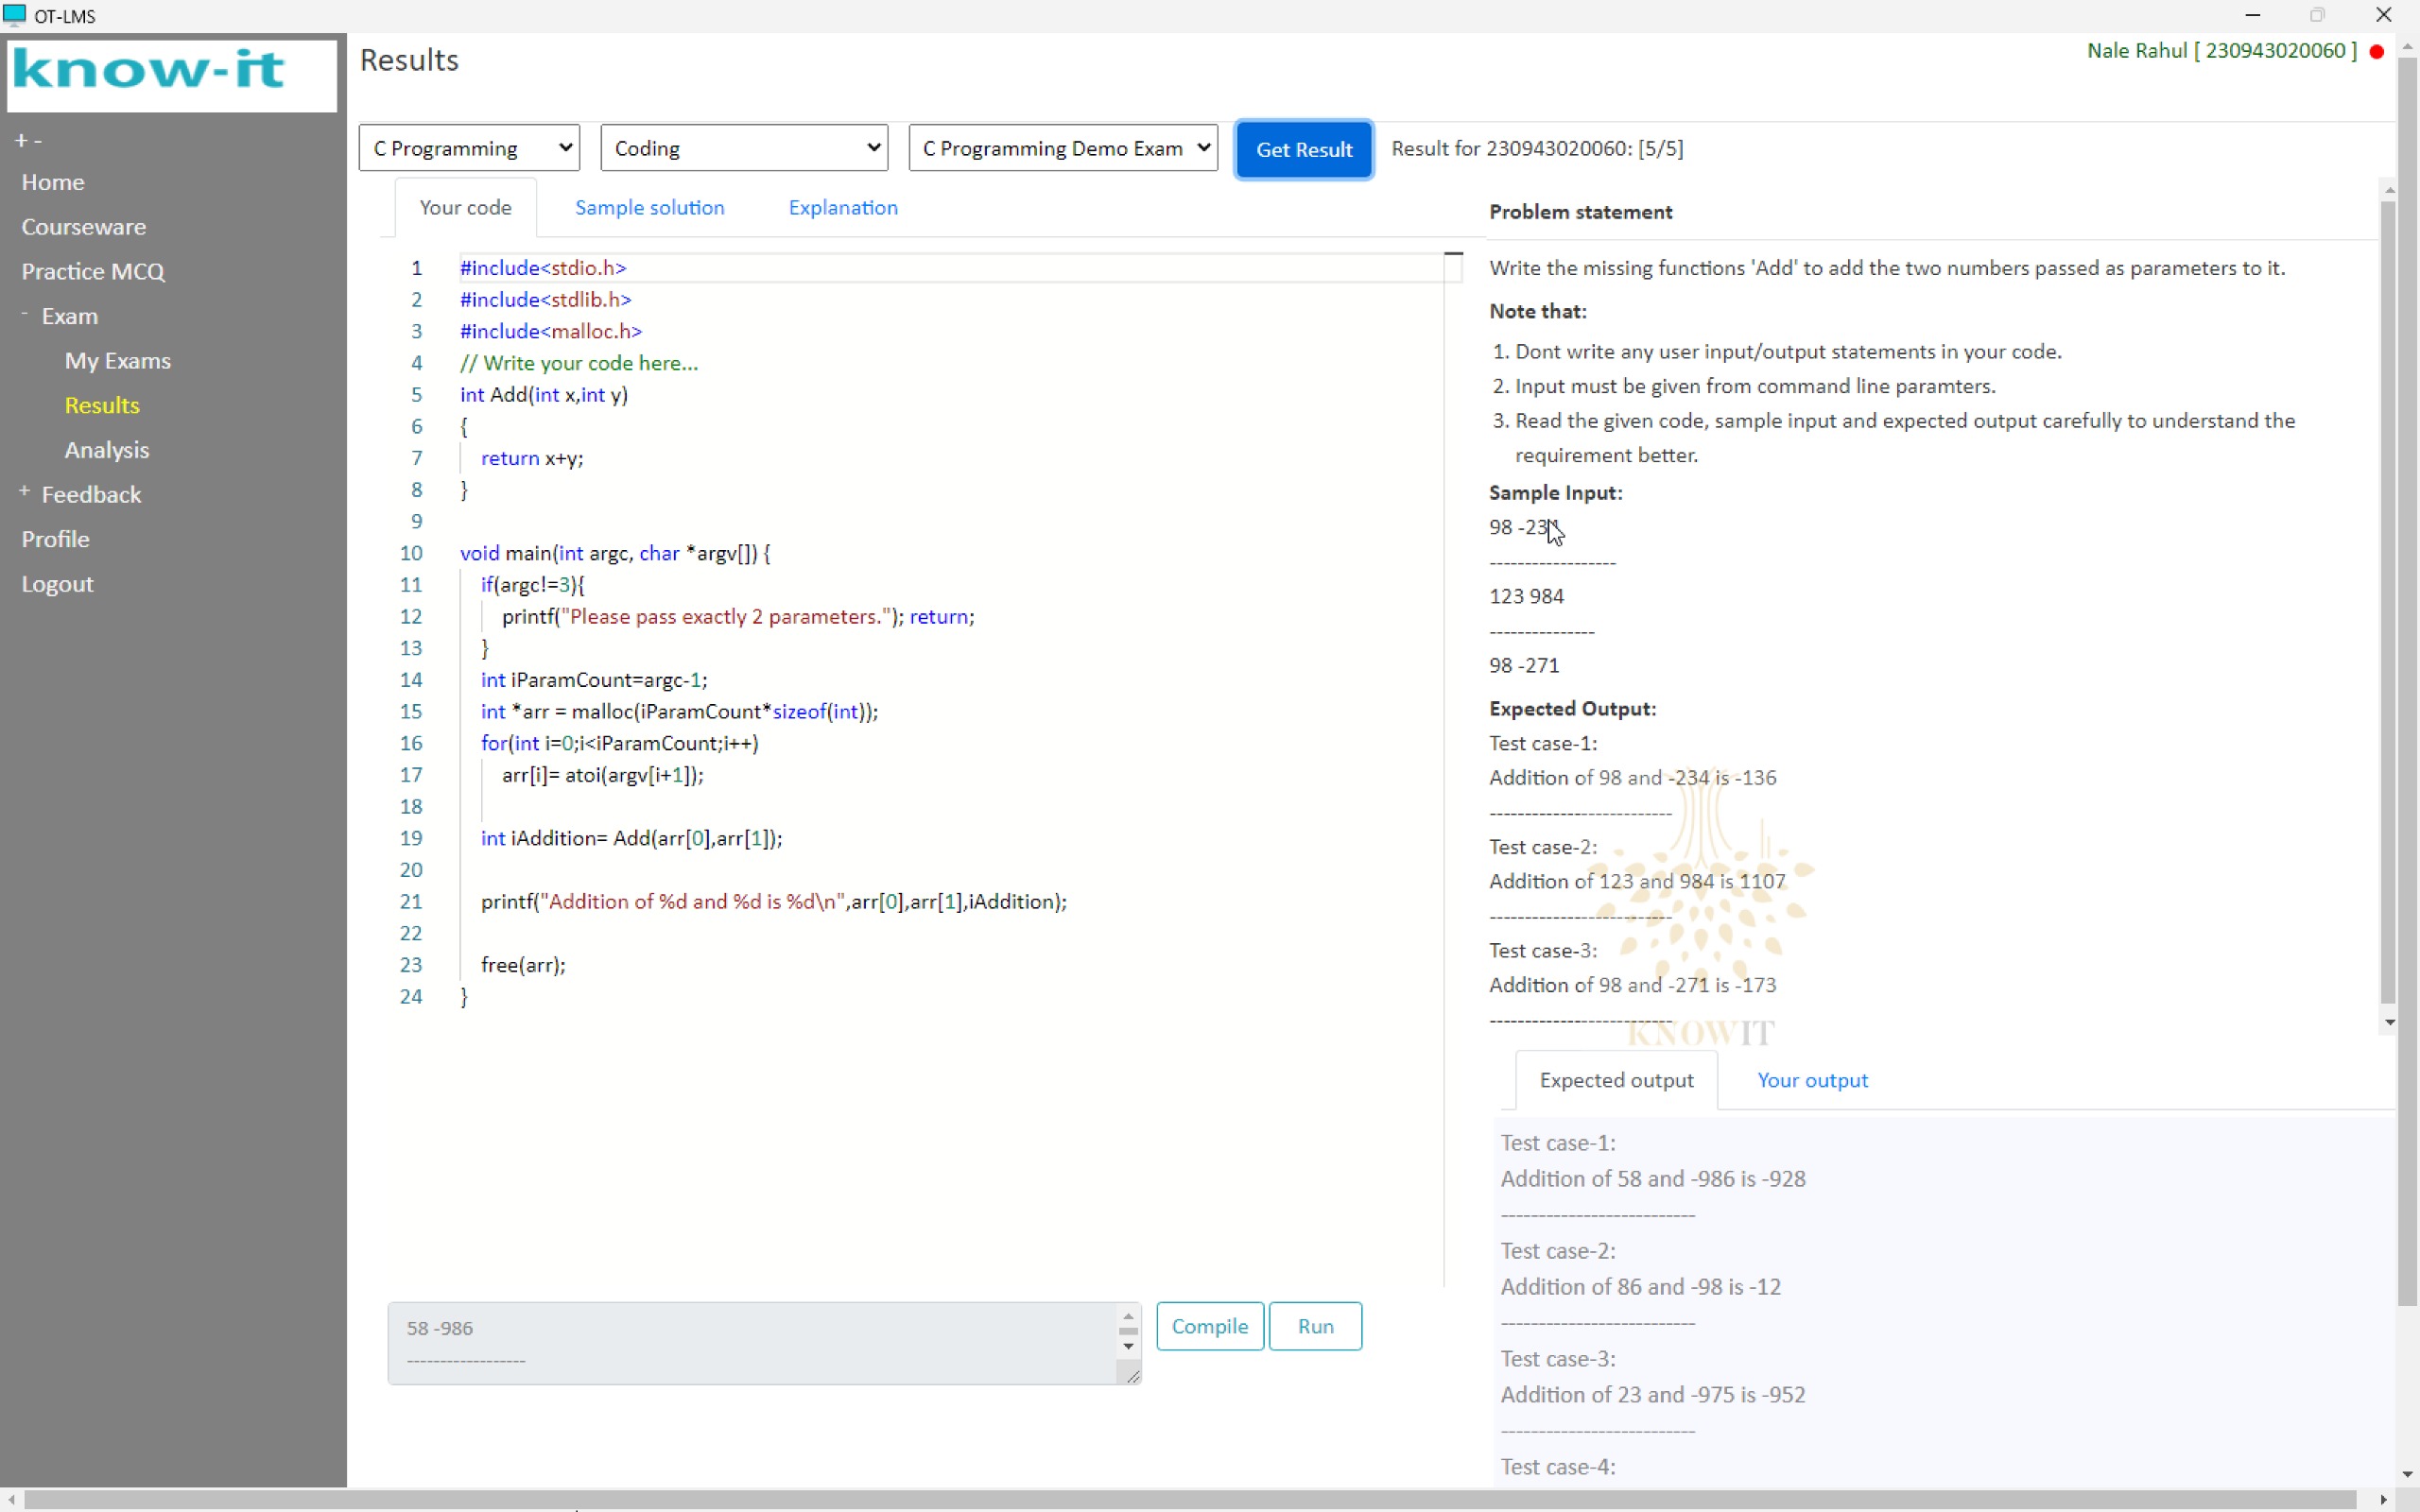 OT-LMS
know-it
Results
Nale Rahul [ 230943020060 ]
+ -
Home
Courseware
Practice MCQ
- Exam
My Exams
Results
Analysis
+ Feedback
Profile
Logout
C Programming
Coding
C Programming Demo Exam
Get Result
Result for 230943020060: [5/5]
Your code
Sample solution
Explanation
1 #include<stdio.h>
2 #include<stdlib.h>
3 #include<malloc.h>
4 // Write your code here...
5 int Add(int x,int y)
6 {
7 return x+y;
8 }
9
10 void main(int argc, char *argv[]) {
11 if(argc!=3){
12 printf("Please pass exactly 2 parameters."); return;
13 }
14 int iParamCount=argc-1;
15 int *arr = malloc(iParamCount*sizeof(int));
16 for(int i=0;i<iParamCount;i++)
17 arr[i]= atoi(argv[i+1]);
18
19 int iAddition= Add(arr[0],arr[1]);
20
21 printf("Addition of %d and %d is %d\n",arr[0],arr[1],iAddition);
22
23 free(arr);
24 }
58 -986
------------------
Compile
Run
Problem statement
Write the missing functions 'Add' to add the two numbers passed as parameters to it.
Note that:
1. Dont write any user input/output statements in your code.
2. Input must be given from command line paramters.
3. Read the given code, sample input and expected output carefully to understand the
requirement better.
Sample Input:
98 -234
------------------
123 984
---------------
98 -271
Expected Output:
Test case-1:
Addition of 98 and -234 is -136
--------------------------
Test case-2:
Addition of 123 and 984 is 1107
--------------------------
Test case-3:
Addition of 98 and -271 is -173
--------------------------
KNOWIT
Expected output
Your output
Test case-1:
Addition of 58 and -986 is -928
--------------------------
Test case-2:
Addition of 86 and -98 is -12
--------------------------
Test case-3:
Addition of 23 and -975 is -952
--------------------------
Test case-4: